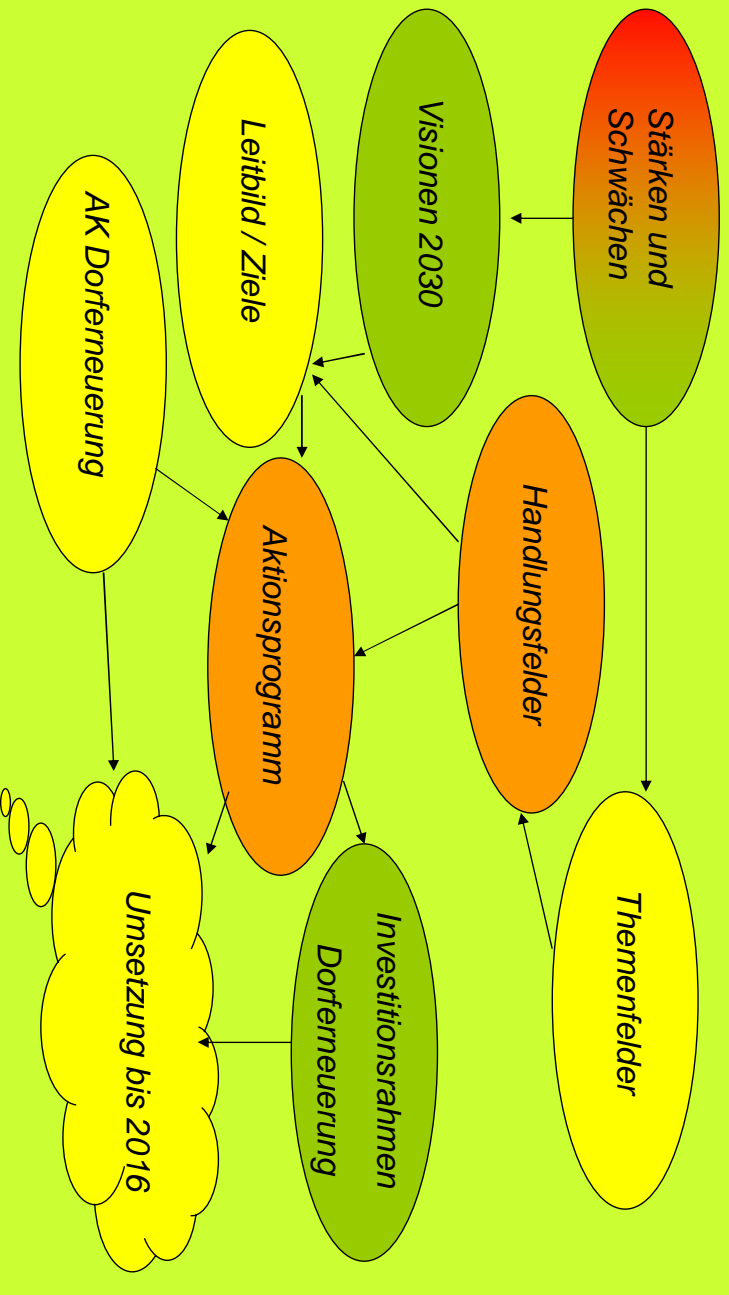 Stärken und
Schwächen
Themenfelder
Handlungsfelder
Visionen 2030
Investitionsrahmen
Dorferneuerung
Leitbild / Ziele
Aktionsprogramm
AK Dorferneuerung
Umsetzung bis 2016